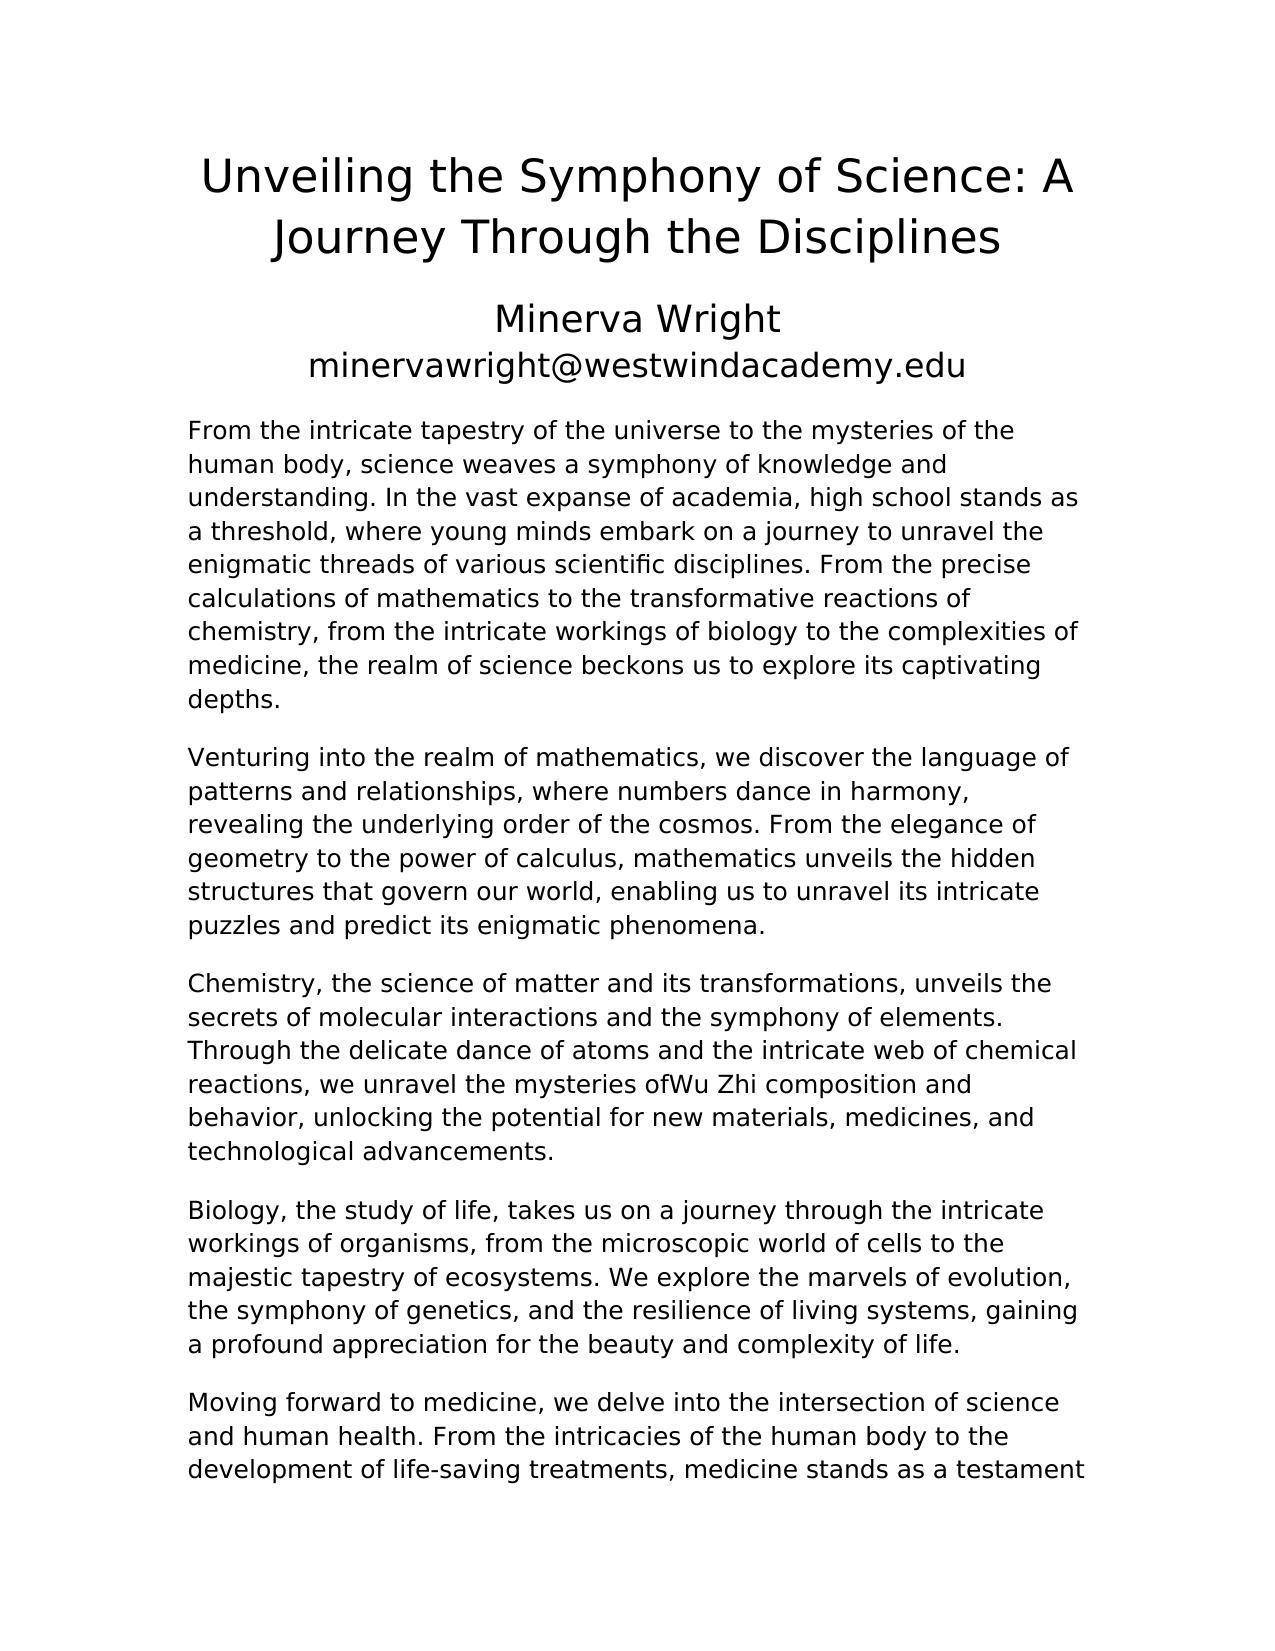 Unveiling the Symphony of Science: A
Journey Through the Disciplines
Minerva Wright
minervawright@westwindacademy.edu
From the intricate tapestry of the universe to the mysteries of the
human body, science weaves a symphony of knowledge and
understanding. In the vast expanse of academia, high school stands as
a threshold, where young minds embark on a journey to unravel the
enigmatic threads of various scientific disciplines. From the precise
calculations of mathematics to the transformative reactions of
chemistry, from the intricate workings of biology to the complexities of
medicine, the realm of science beckons us to explore its captivating
depths.
Venturing into the realm of mathematics, we discover the language of
patterns and relationships, where numbers dance in harmony,
revealing the underlying order of the cosmos. From the elegance of
geometry to the power of calculus, mathematics unveils the hidden
structures that govern our world, enabling us to unravel its intricate
puzzles and predict its enigmatic phenomena.
Chemistry, the science of matter and its transformations, unveils the
secrets of molecular interactions and the symphony of elements.
Through the delicate dance of atoms and the intricate web of chemical
reactions, we unravel the mysteries ofWu Zhi composition and
behavior, unlocking the potential for new materials, medicines, and
technological advancements.
Biology, the study of life, takes us on a journey through the intricate
workings of organisms, from the microscopic world of cells to the
majestic tapestry of ecosystems. We explore the marvels of evolution,
the symphony of genetics, and the resilience of living systems, gaining
a profound appreciation for the beauty and complexity of life.
Moving forward to medicine, we delve into the intersection of science
and human health. From the intricacies of the human body to the
development of life-saving treatments, medicine stands as a testament